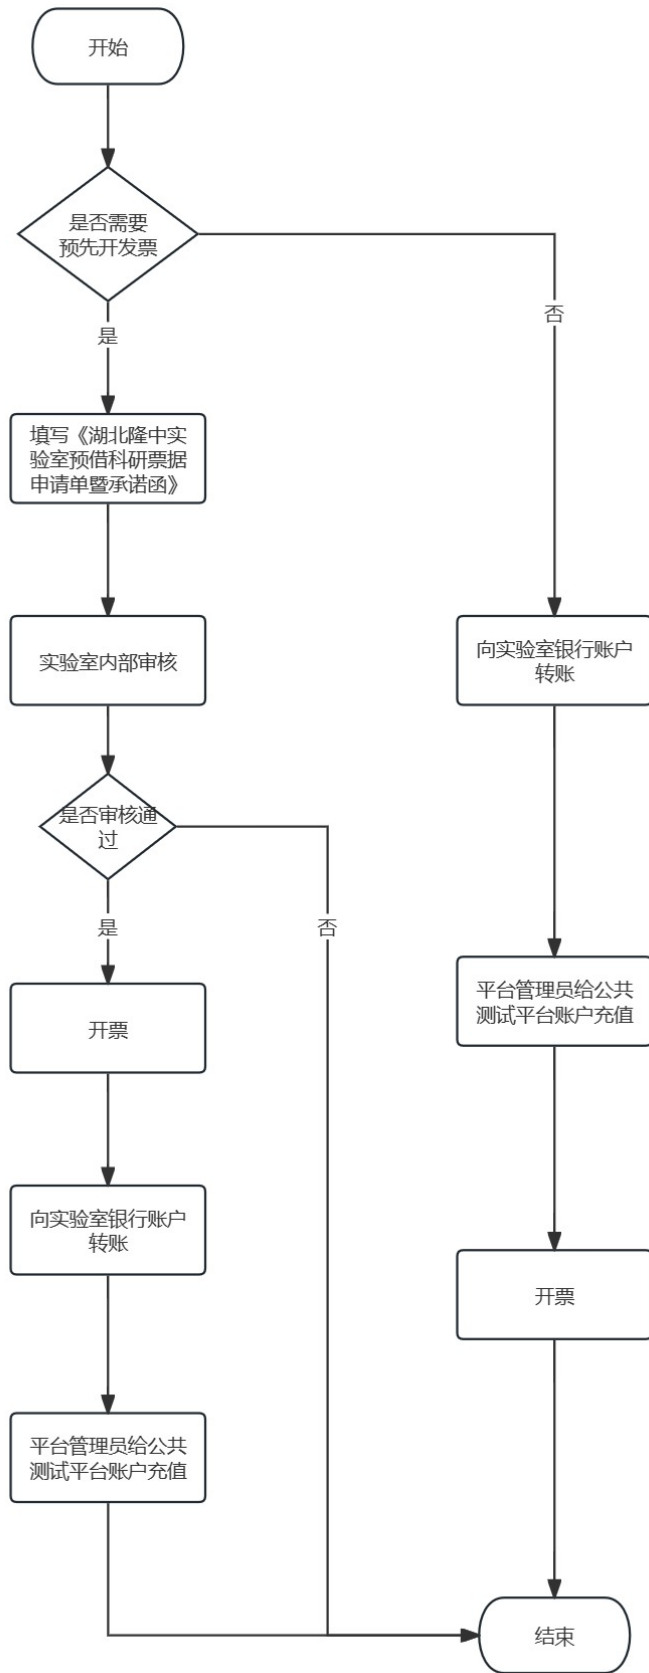 开始
是否需要
预先开发票
是
否
填写《湖北隆中实
验室预借科研票据
申请单暨承诺函》
实验室内部审核
向实验室银行账户
转账
是否审核通
过
是
否
开票
平台管理员给公共
测试平台账户充值
向实验室银行账户
转账
开票
平台管理员给公共
测试平台账户充值
结束